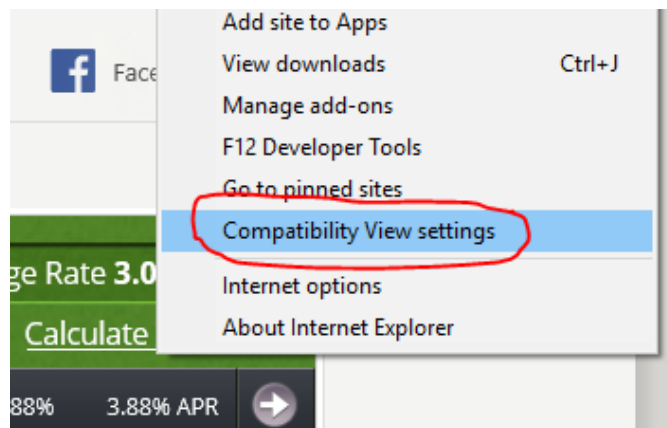 Add site to Apps
View downloads Ctrl+J
Manage add-ons
F12 Developer Tools
Go to pinned sites
Compatibility View settings
Internet options
About Internet Explorer
f Face
ge Rate 3.0
Calculate
88% 3.88% APR